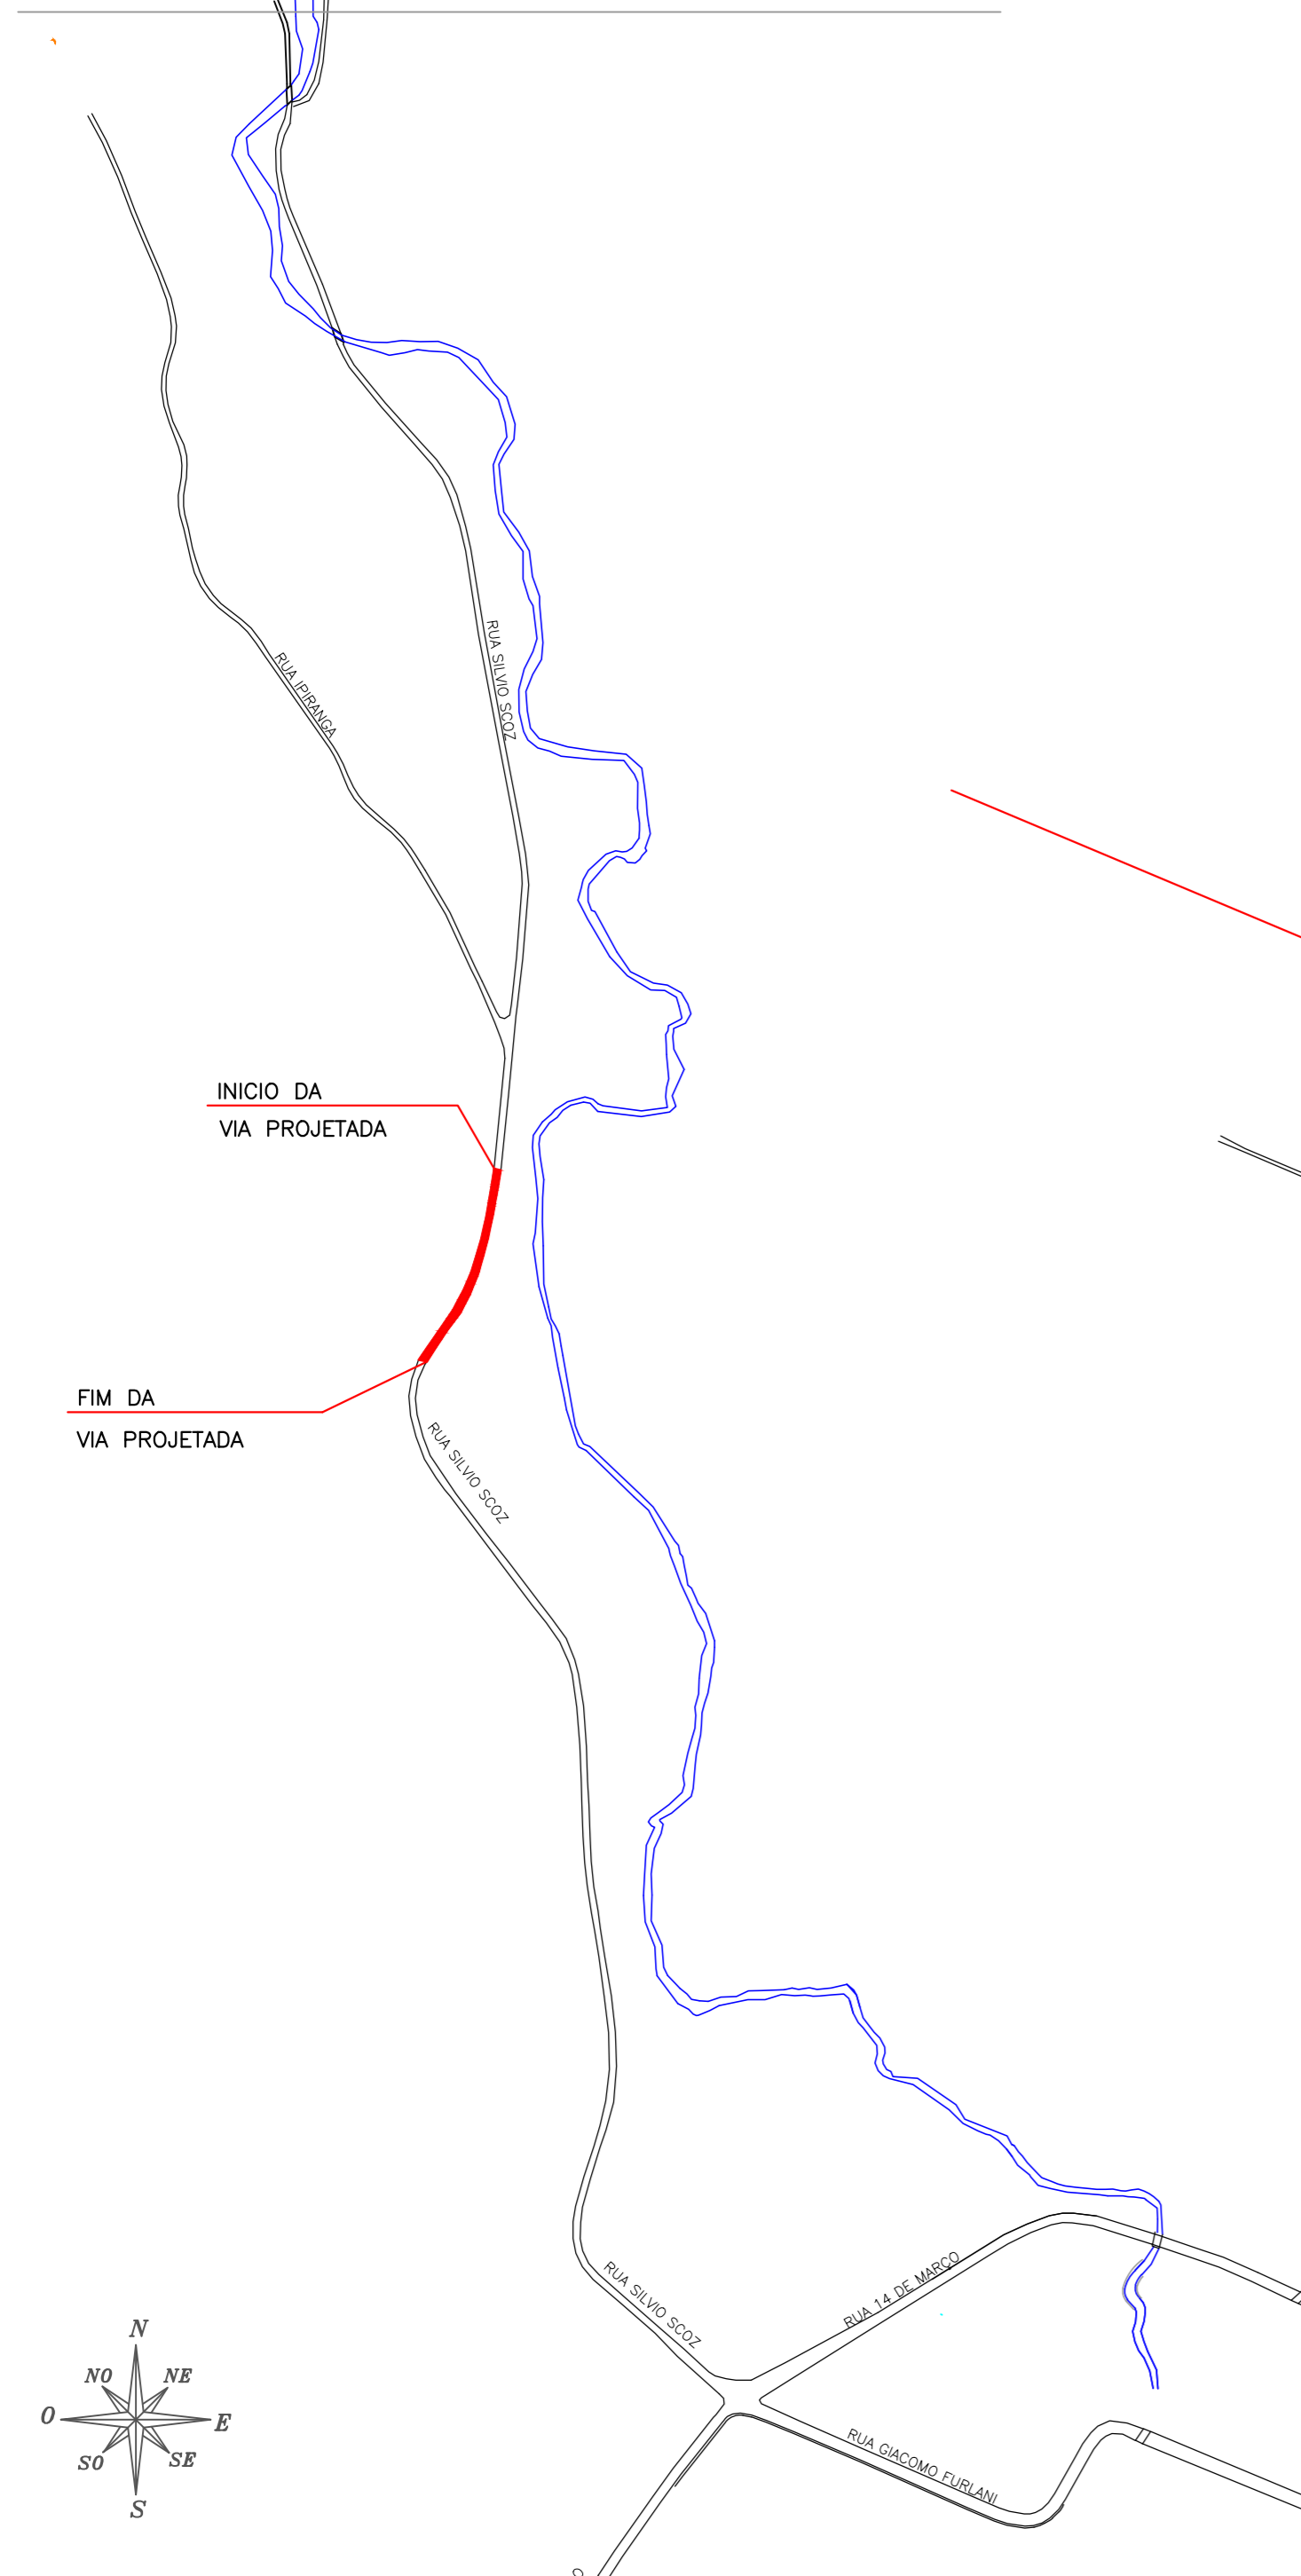 RUA SILVIO SCOZ
RUA IPIRANGA
INICIO DA
VIA PROJETADA
FIM DA
VIA PROJETADA
RUA SILVIO SCOZ
RUA SILVIO SCOZ
RUA 14 DE MARÇO
RUA GIACOMO FURLANI
N
NO
NE
O
E
SO
SE
S